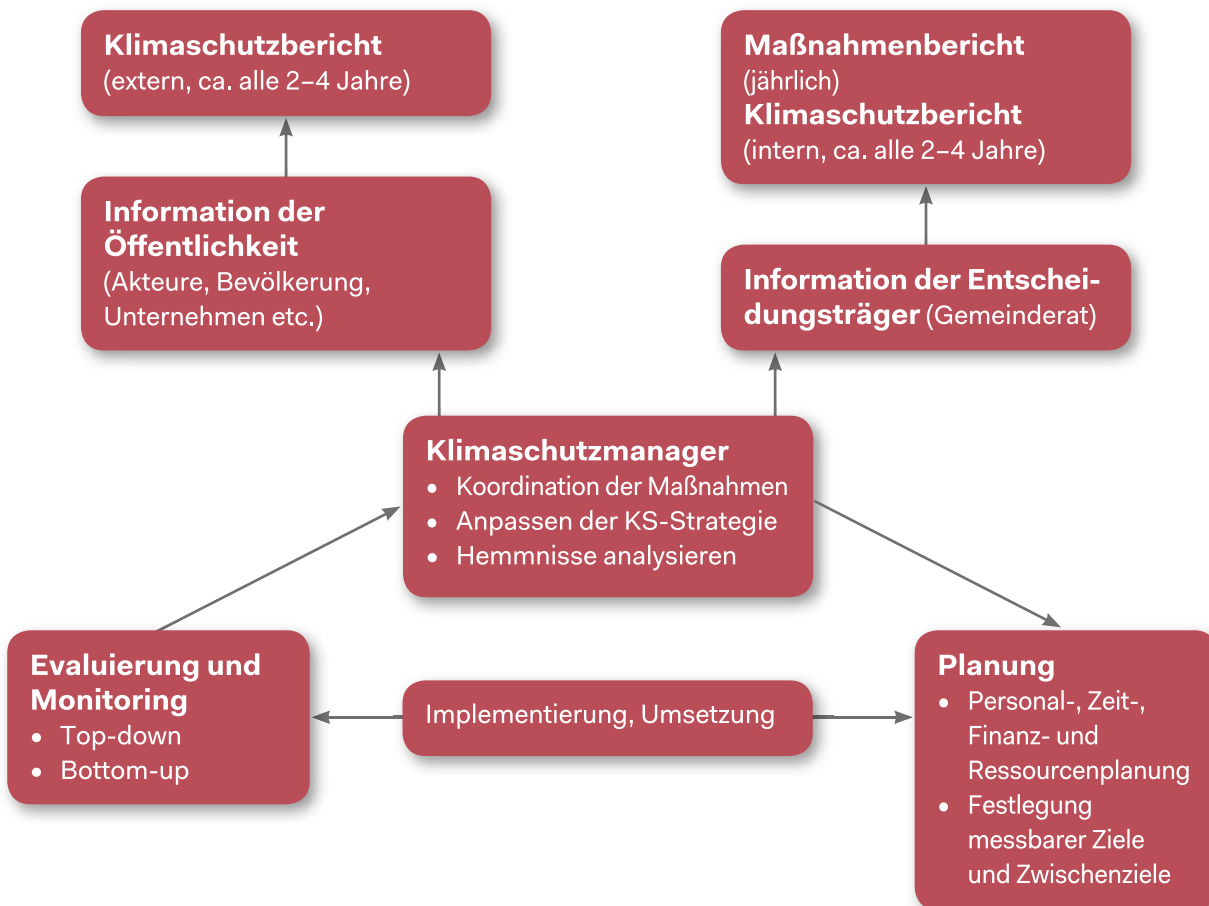 Klimaschutzbericht
(extern, ca. alle 2–4 Jahre)
Maßnahmenbericht
(jährlich)
Klimaschutzbericht
(intern, ca. alle 2–4 Jahre)
Information der
Öffentlichkeit
(Akteure, Bevölkerung,
Unternehmen etc.)
Information der Entschei-
dungsträger (Gemeinderat)
Klimaschutzmanager
• Koordination der Maßnahmen
• Anpassen der KS-Strategie
• Hemmnisse analysieren
Evaluierung und
Monitoring
• Top-down
• Bottom-up
Implementierung, Umsetzung
Planung
• Personal-, Zeit-,
Finanz- und
Ressourcenplanung
• Festlegung
messbarer Ziele
und Zwischenziele